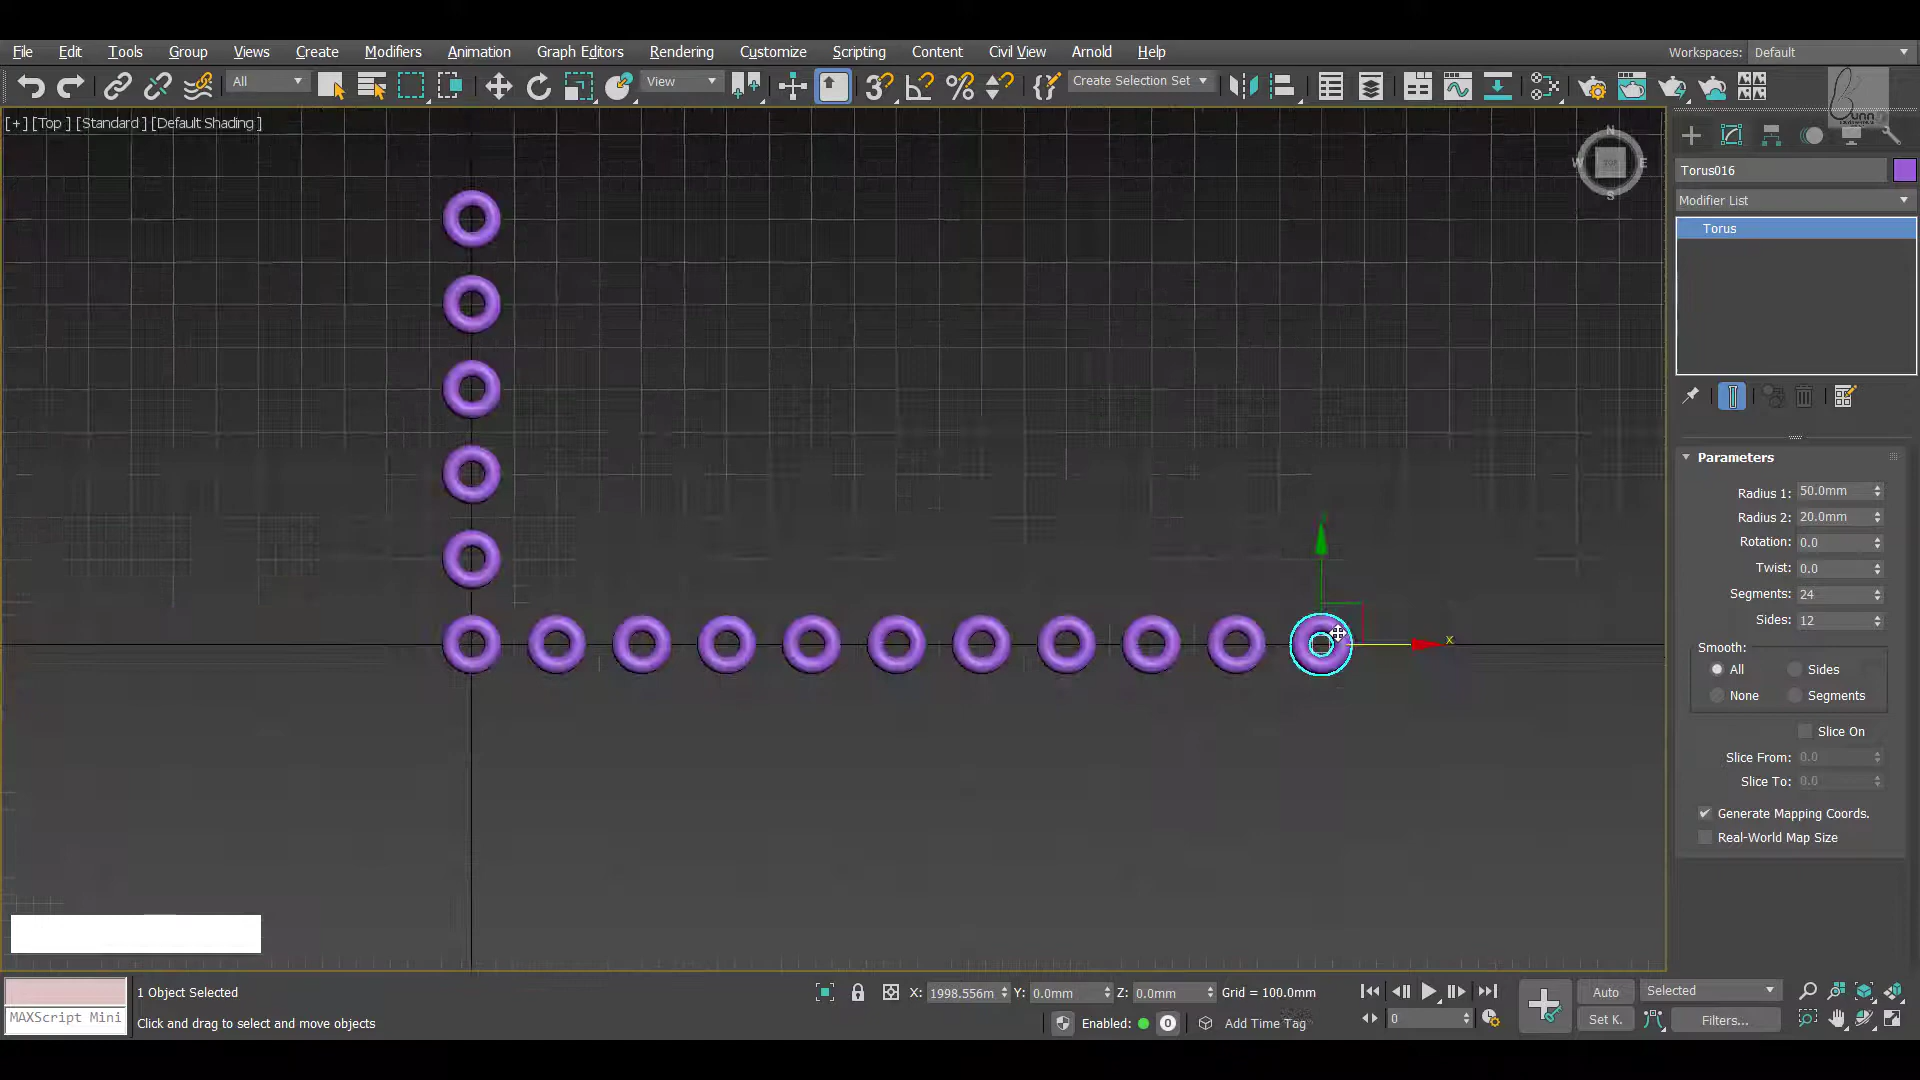 File Edit Tools Group Views Create Modifiers Animation Graph Editors Rendering Customize Scripting Content Civil View Arnold Help Workspaces: Default
All View Create Selection Set
[+] [Top ] [Standard ] [Default Shading ]
N
W E
S
Torus016
Modifier List
Torus
Parameters
Radius 1: 50.0mm
Radius 2: 20.0mm
Rotation: 0.0
Twist: 0.0
Segments: 24
Sides: 12
Smooth:
All Sides
None Segments
Slice On
Slice From: 0.0
Slice To: 0.0
Generate Mapping Coords.
Real-World Map Size
x
1 Object Selected X: 1998.556m Y: 0.0mm Z: 0.0mm Grid = 100.0mm Auto Selected
MAXScript Mini Click and drag to select and move objects Enabled: 0 Add Time Tag 0 Set K. Filters...